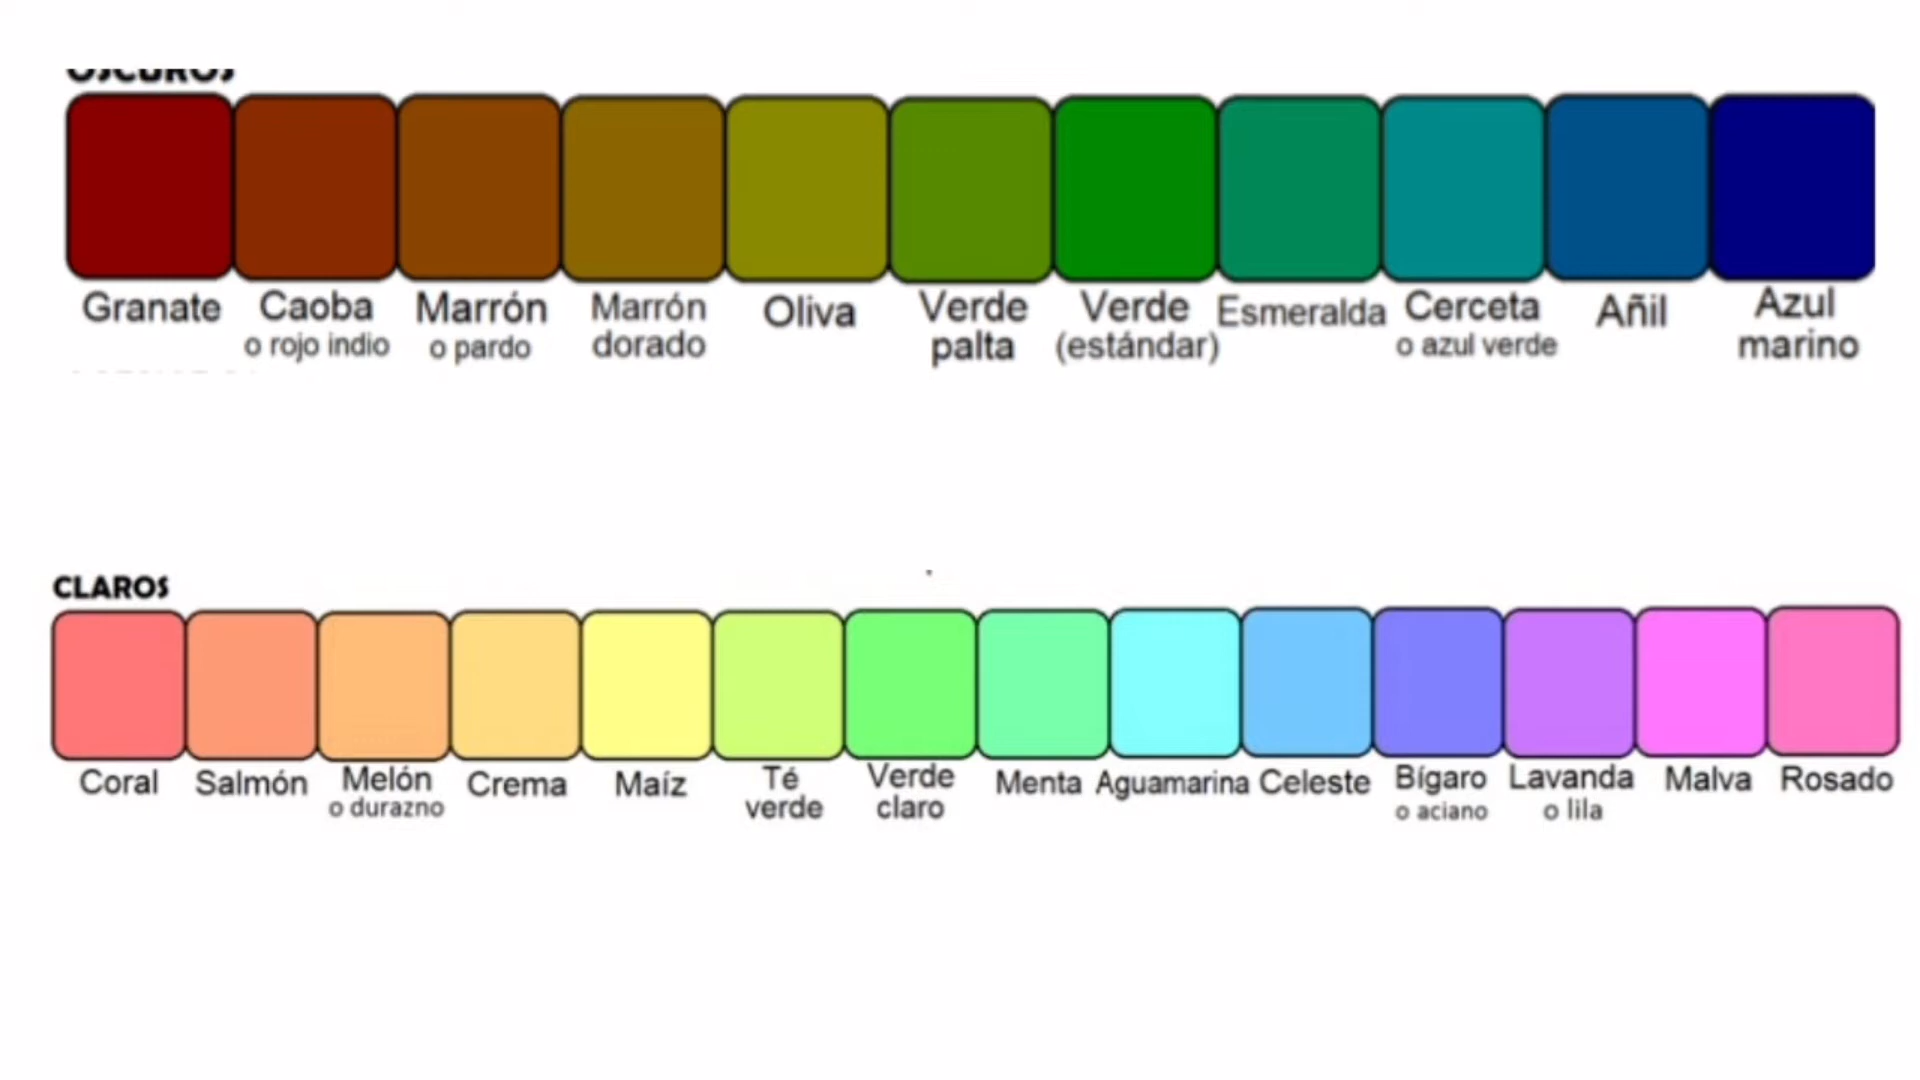 OSCUROS
Granate Caoba Marrón Marrón Oliva Verde Verde Esmeralda Cerceta Añil Azul
o rojo indio o pardo dorado palta (estándar) o azul verde marino
CLAROS
Coral Salmón Melón Crema Maíz Té Verde Menta Aguamarina Celeste Bígaro Lavanda Malva Rosado
o durazno verde claro o aciano o lila